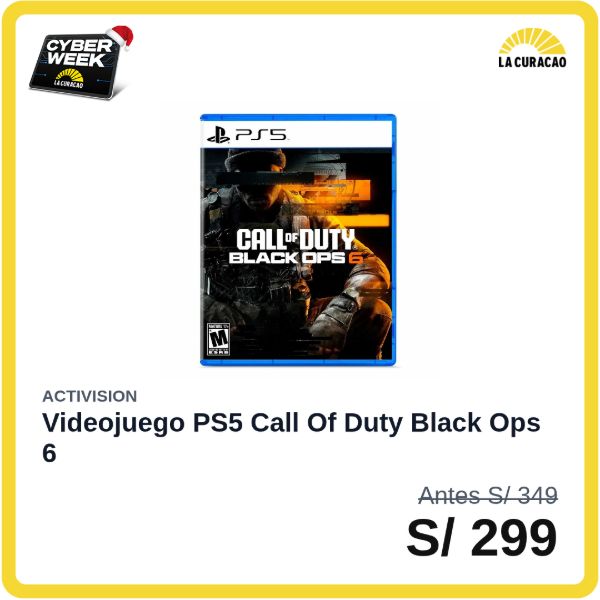 CYBER
WEEK
LA CURACAO
LA CURACAO
PS5
CALL OF DUTY
BLACK OPS 6
M
ESRB
ACTIVISION
Videojuego PS5 Call Of Duty Black Ops
6
Antes S/ 349
S/ 299